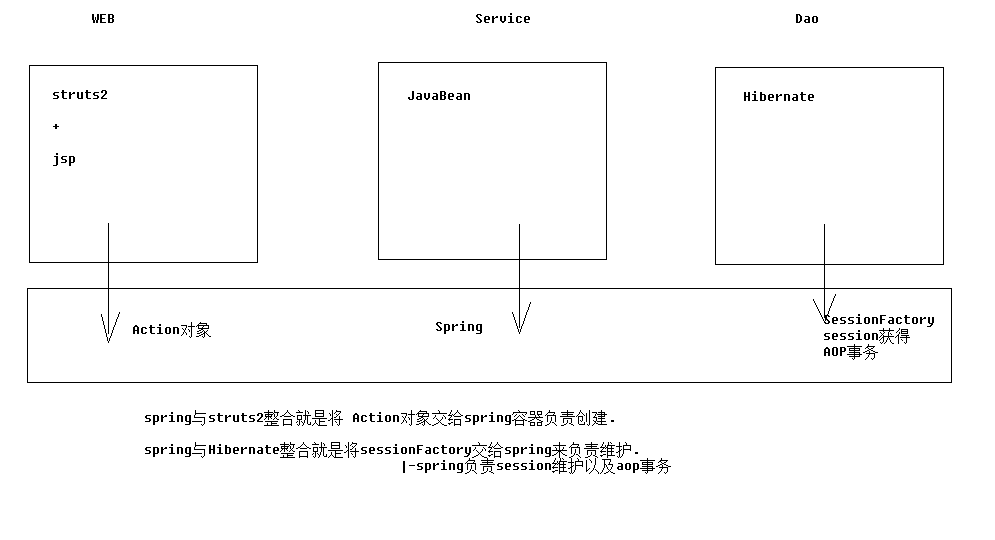 WEB Service Dao
struts2 JavaBean Hibernate
+
jsp
Action对象 Spring SessionFactory
session获得
AOP事务
spring与struts2整合就是将 Action对象交给spring容器负责创建.
spring与Hibernate整合就是将sessionFactory交给spring来负责维护.
|-spring负责session维护以及aop事务